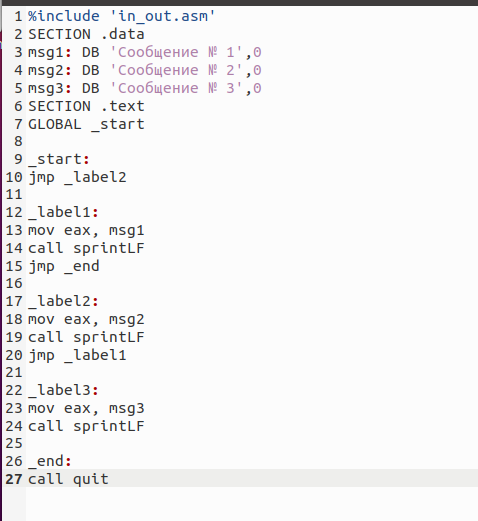 1 %include 'in_out.asm'
2 SECTION .data
3 msg1: DB 'Сообщение № 1',0
4 msg2: DB 'Сообщение № 2',0
5 msg3: DB 'Сообщение № 3',0
6 SECTION .text
7 GLOBAL _start
8
9 _start:
10 jmp _label2
11
12 _label1:
13 mov eax, msg1
14 call sprintLF
15 jmp _end
16
17 _label2:
18 mov eax, msg2
19 call sprintLF
20 jmp _label1
21
22 _label3:
23 mov eax, msg3
24 call sprintLF
25
26 _end:
27 call quit